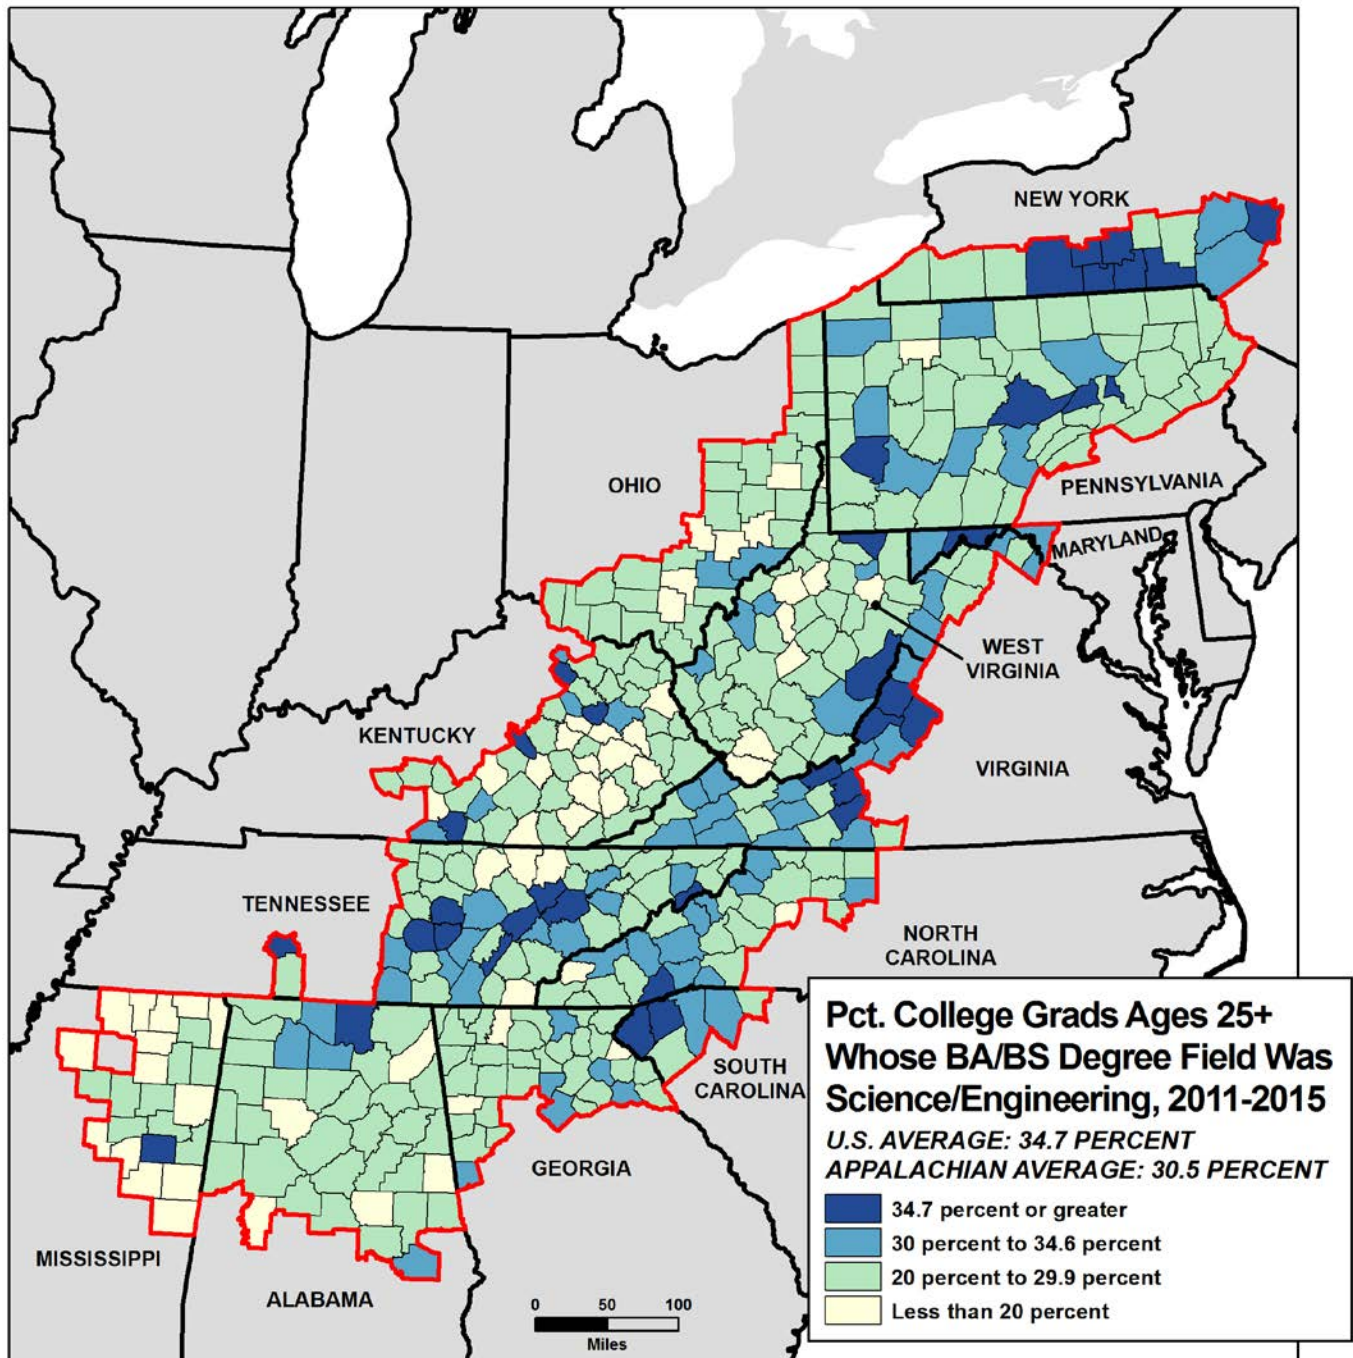 NEW YORK
OHIO
PENNSYLVANIA
MARYLAND
WEST
VIRGINIA
KENTUCKY
VIRGINIA
TENNESSEE
NORTH
CAROLINA
SOUTH
CAROLINA
GEORGIA
MISSISSIPPI
ALABAMA
0 50 100
Miles
Pct. College Grads Ages 25+
Whose BA/BS Degree Field Was
Science/Engineering, 2011-2015
U.S. AVERAGE: 34.7 PERCENT
APPALACHIAN AVERAGE: 30.5 PERCENT
34.7 percent or greater
30 percent to 34.6 percent
20 percent to 29.9 percent
Less than 20 percent